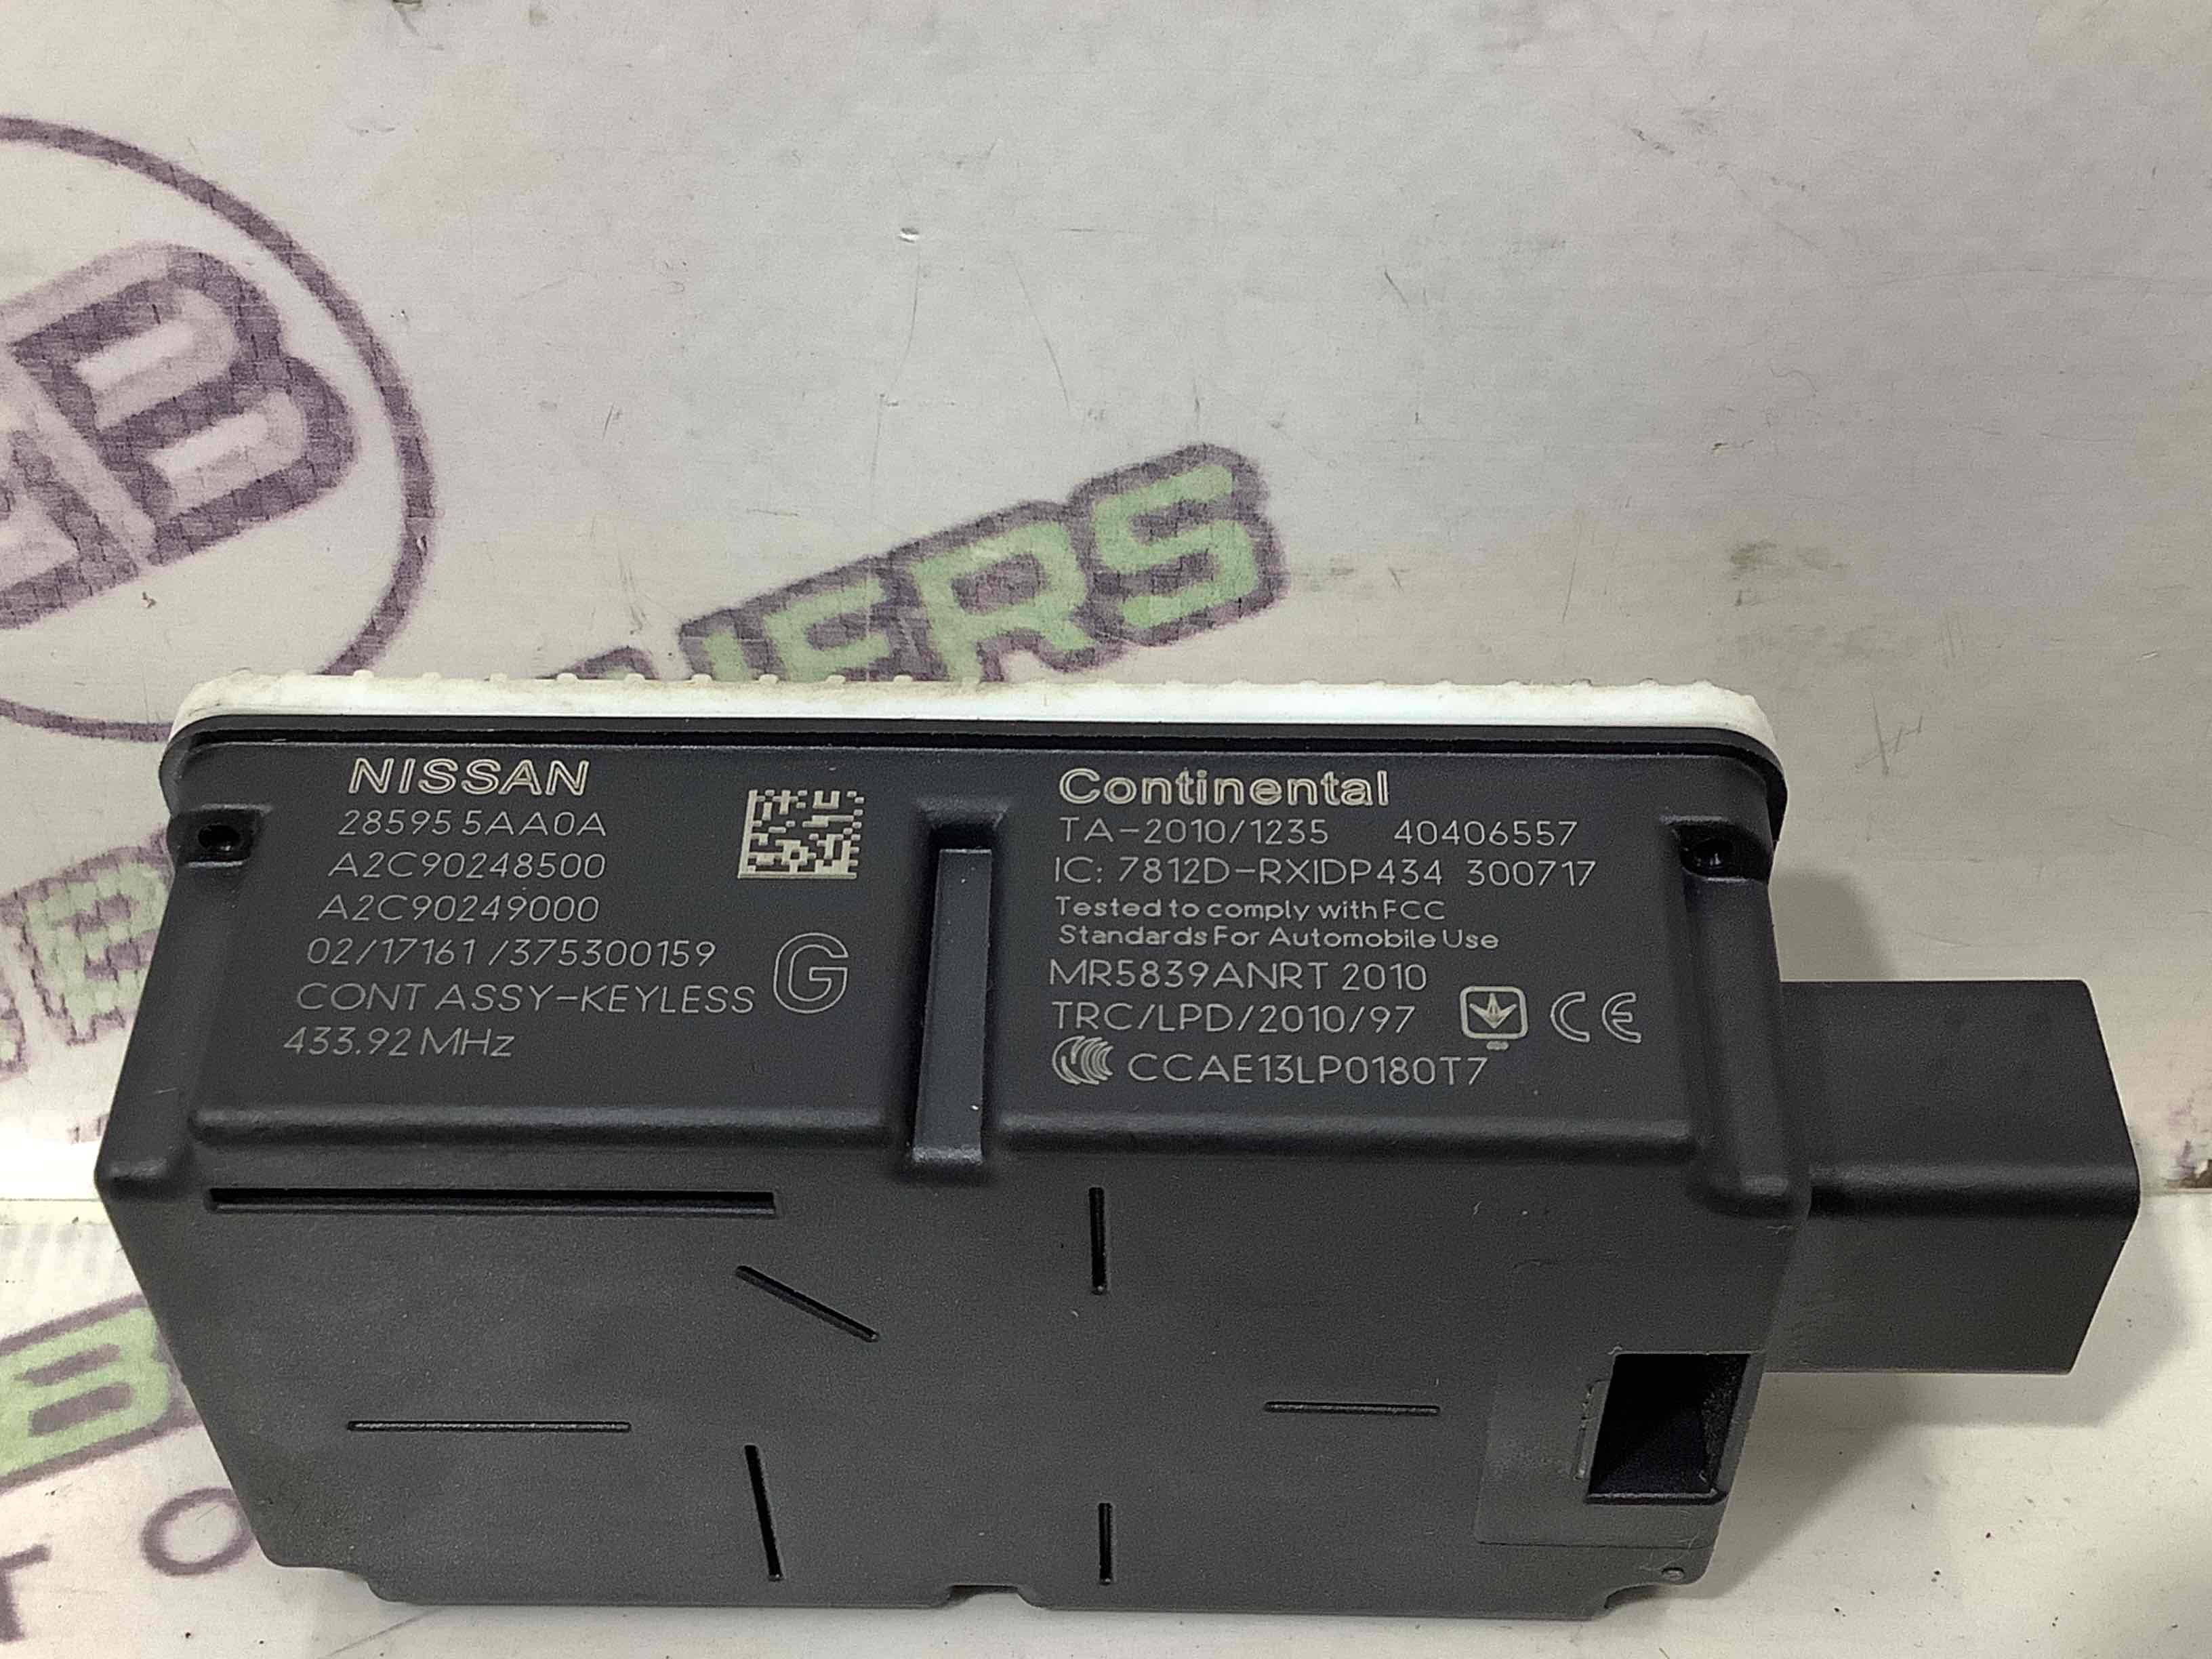 NISSAN
28595 5AA0A
A2C90248500
A2C90249000
02/17161 /375300159
CONT ASSY-KEYLESS
G
433.92 MHz
Continental
TA-2010/1235 40406557
IC: 7812D-RXIDP434 300717
Tested to comply with FCC
Standards For Automobile Use
MR5839ANRT 2010
TRC/LPD/2010/97 CE
CCAE13LP0180T7